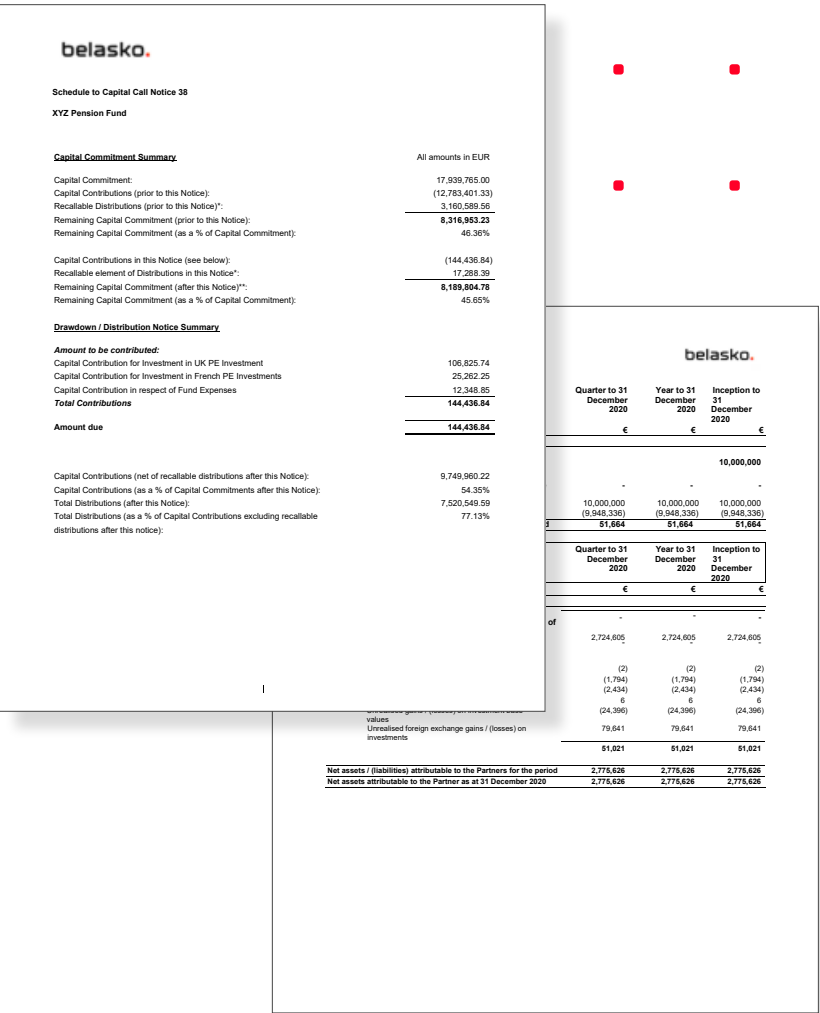 belasko.
Schedule to Capital Call Notice 38
XYZ Pension Fund
Capital Commitment Summary All amounts in EUR
Capital Commitment: 17,939,765.00
Capital Contributions (prior to this Notice): (12,783,401.33)
Recallable Distributions (prior to this Notice)*: 3,160,589.56
Remaining Capital Commitment (prior to this Notice): 8,316,953.23
Remaining Capital Commitment (as a % of Capital Commitment): 46.36%
Capital Contributions in this Notice (see below): (144,436.84)
Recallable element of Distributions in this Notice*: 17,288.39
Remaining Capital Commitment (after this Notice)**: 8,189,804.78
Remaining Capital Commitment (as a % of Capital Commitment): 45.65%
Drawdown / Distribution Notice Summary
Amount to be contributed:
Capital Contribution for Investment in UK PE Investment 106,825.74
Capital Contribution for Investment in French PE Investments 25,262.25
Capital Contribution in respect of Fund Expenses 12,348.85
Total Contributions 144,436.84
Amount due 144,436.84
Capital Contributions (net of recallable distributions after this Notice): 9,749,960.22
Capital Contributions (as a % of Capital Commitments after this Notice): 54.35%
Total Distributions (after this Notice): 7,520,549.59
Total Distributions (as a % of Capital Contributions excluding recallable 77.13%
distributions after this notice):
belasko.
Quarter to 31 Year to 31 Inception to
31
December December December
2020 2020 2020
€ € €
10,000,000
- - -
10,000,000 10,000,000 10,000,000
(9,948,336) (9,948,336) (9,948,336)
51,664 51,664 51,664
Quarter to 31 Year to 31 Inception to
31
December December December
2020 2020 2020
€ € €
of - - -
2,724,605 2,724,605 2,724,605
- - -
(2) (2) (2)
(1,794) (1,794) (1,794)
(2,434) (2,434) (2,434)
6 6 6
(24,396) (24,396) (24,396)
values
Unrealised foreign exchange gains / (losses) on 79,641 79,641 79,641
investments
51,021 51,021 51,021
Net assets / (liabilities) attributable to the Partners for the period 2,775,626 2,775,626 2,775,626
Net assets attributable to the Partner as at 31 December 2020 2,775,626 2,775,626 2,775,626